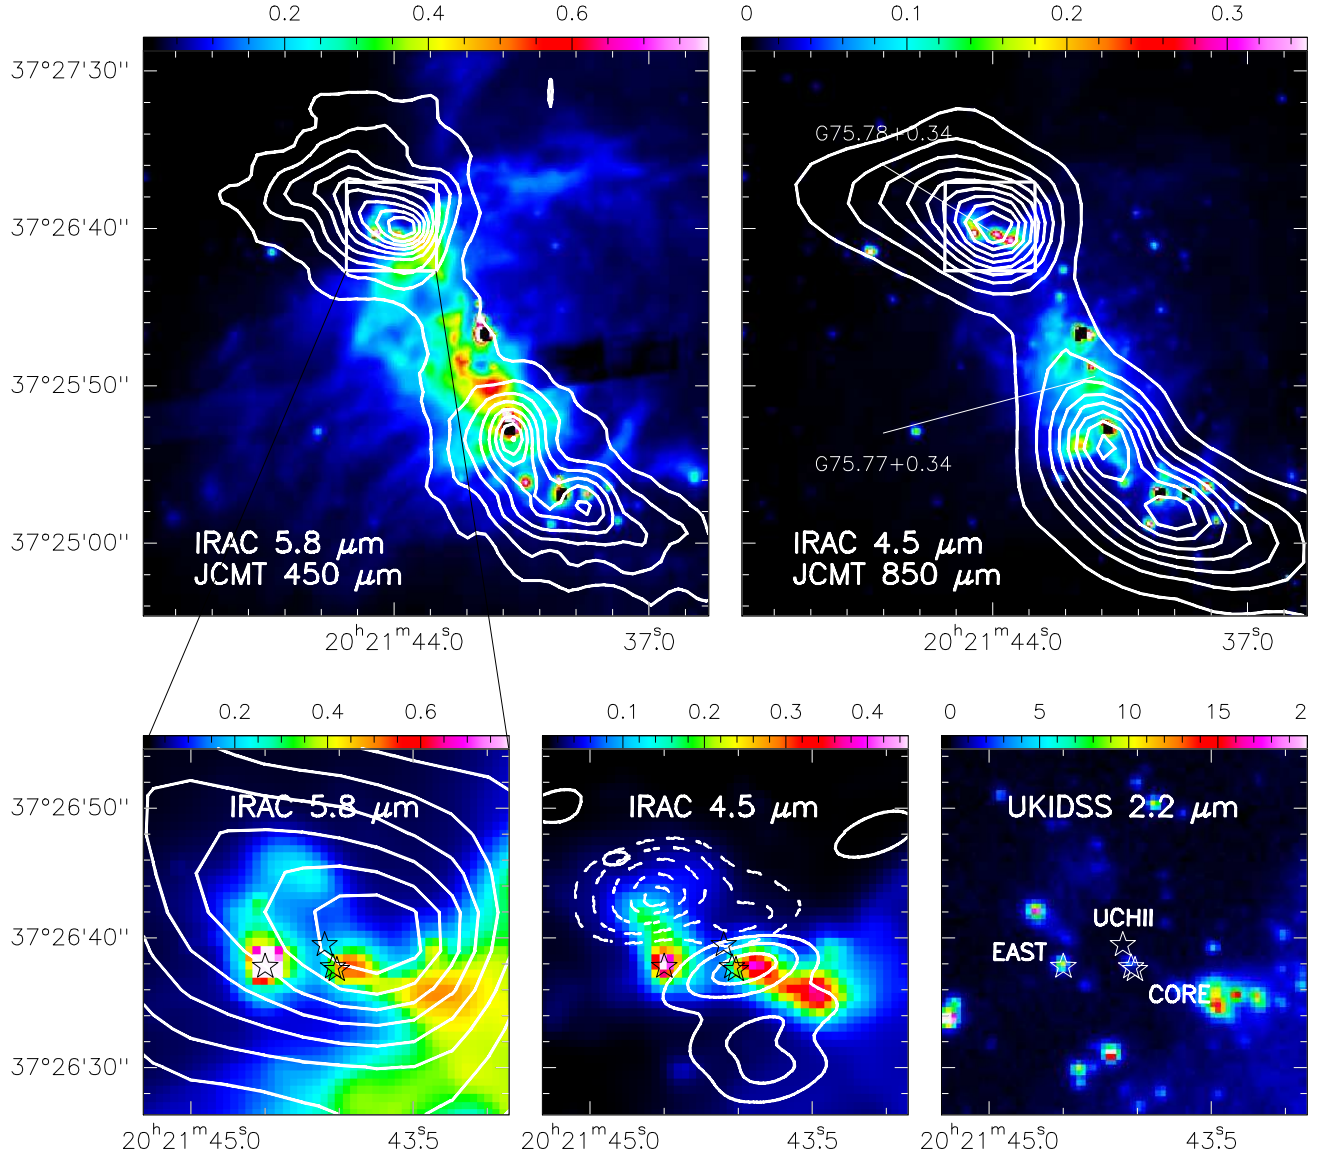 0.2 0.4 0.6
0 0.1 0.2 0.3
37°27'30''
37°26'40''
37°25'50''
37°25'00''
G75.78+0.34
G75.77+0.34
IRAC 5.8 μm
JCMT 450 μm
IRAC 4.5 μm
JCMT 850 μm
20h21m44s.0 37s.0
20h21m44s.0 37s.0
0.2 0.4 0.6
0.1 0.2 0.3 0.4
0 5 10 15 2
37°26'50''
37°26'40''
37°26'30''
IRAC 5.8 μm
IRAC 4.5 μm
UKIDSS 2.2 μm
UCHII
EAST
CORE
20h21m45s.0 43s.5
20h21m45s.0 43s.5
20h21m45s.0 43s.5